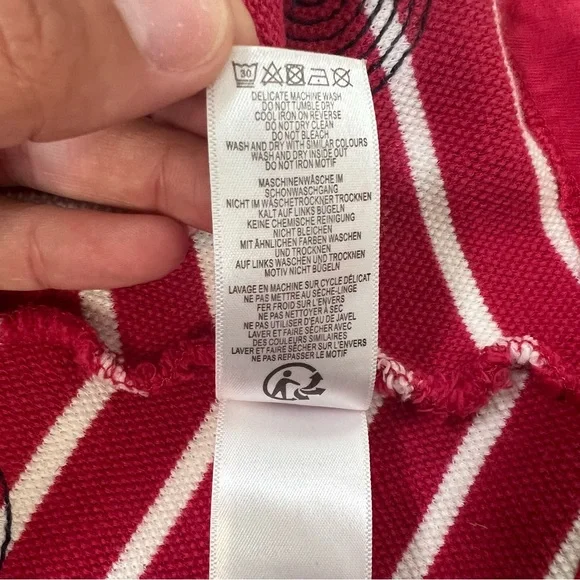 30
DELICATE MACHINE WASH
DO NOT TUMBLE DRY
COOL IRON ON REVERSE
DO NOT DRY CLEAN
DO NOT BLEACH
WASH AND DRY WITH SIMILAR COLOURS
WASH AND DRY INSIDE OUT
DO NOT IRON MOTIF
MASCHINENWÄSCHE IM
SCHONWASCHGANG
NICHT IM WÄSCHETROCKNER TROCKNEN
KALT AUF LINKS BÜGELN
KEINE CHEMISCHE REINIGUNG
NICHT BLEICHEN
MIT ÄHNLICHEN FARBEN WASCHEN
UND TROCKNEN
AUF LINKS WASCHEN UND TROCKNEN
MOTIV NICHT BÜGELN
LAVAGE EN MACHINE SUR CYCLE DÉLICAT
NE PAS METTRE AU SÈCHE-LINGE
FER FROID SUR L'ENVERS
NE PAS NETTOYER À SEC
NE PAS UTILISER D'EAU DE JAVEL
LAVER ET FAIRE SÉCHER AVEC
DES COULEURS SIMILAIRES
LAVER ET FAIRE SÉCHER SUR L'ENVERS
NE PAS REPASSER LE MOTIF